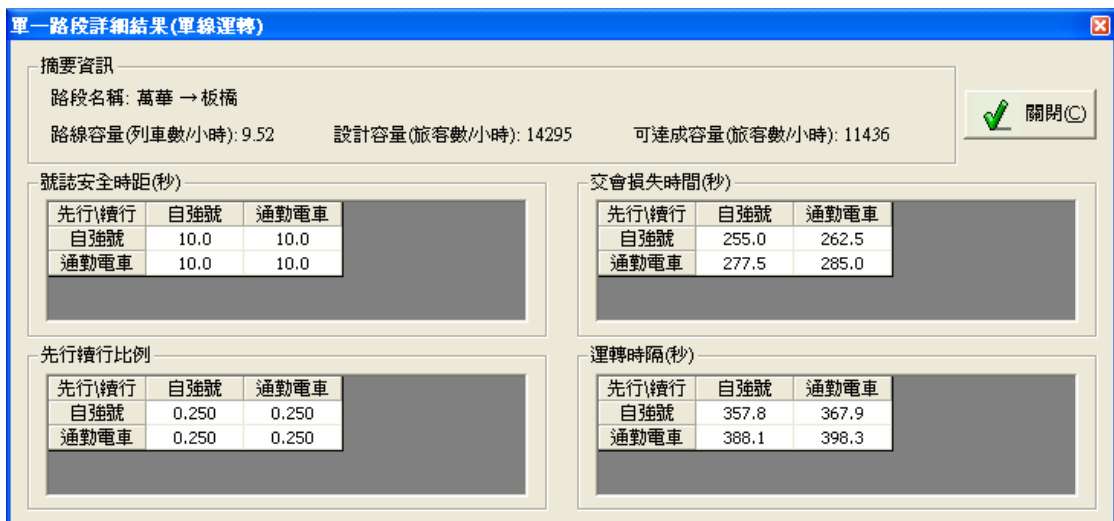 單一路段詳細結果(單線運轉)
摘要資訊
路段名稱: 萬華 →板橋
路線容量(列車數/小時): 9.52 設計容量(旅客數/小時): 14295 可達成容量(旅客數/小時): 11436
關閉(C)
號誌安全時距(秒)
先行\續行 自強號 通勤電車
自強號 10.0 10.0
通勤電車 10.0 10.0
交會損失時間(秒)
先行\續行 自強號 通勤電車
自強號 255.0 262.5
通勤電車 277.5 285.0
先行續行比例
先行\續行 自強號 通勤電車
自強號 0.250 0.250
通勤電車 0.250 0.250
運轉時隔(秒)
先行\續行 自強號 通勤電車
自強號 357.8 367.9
通勤電車 388.1 398.3